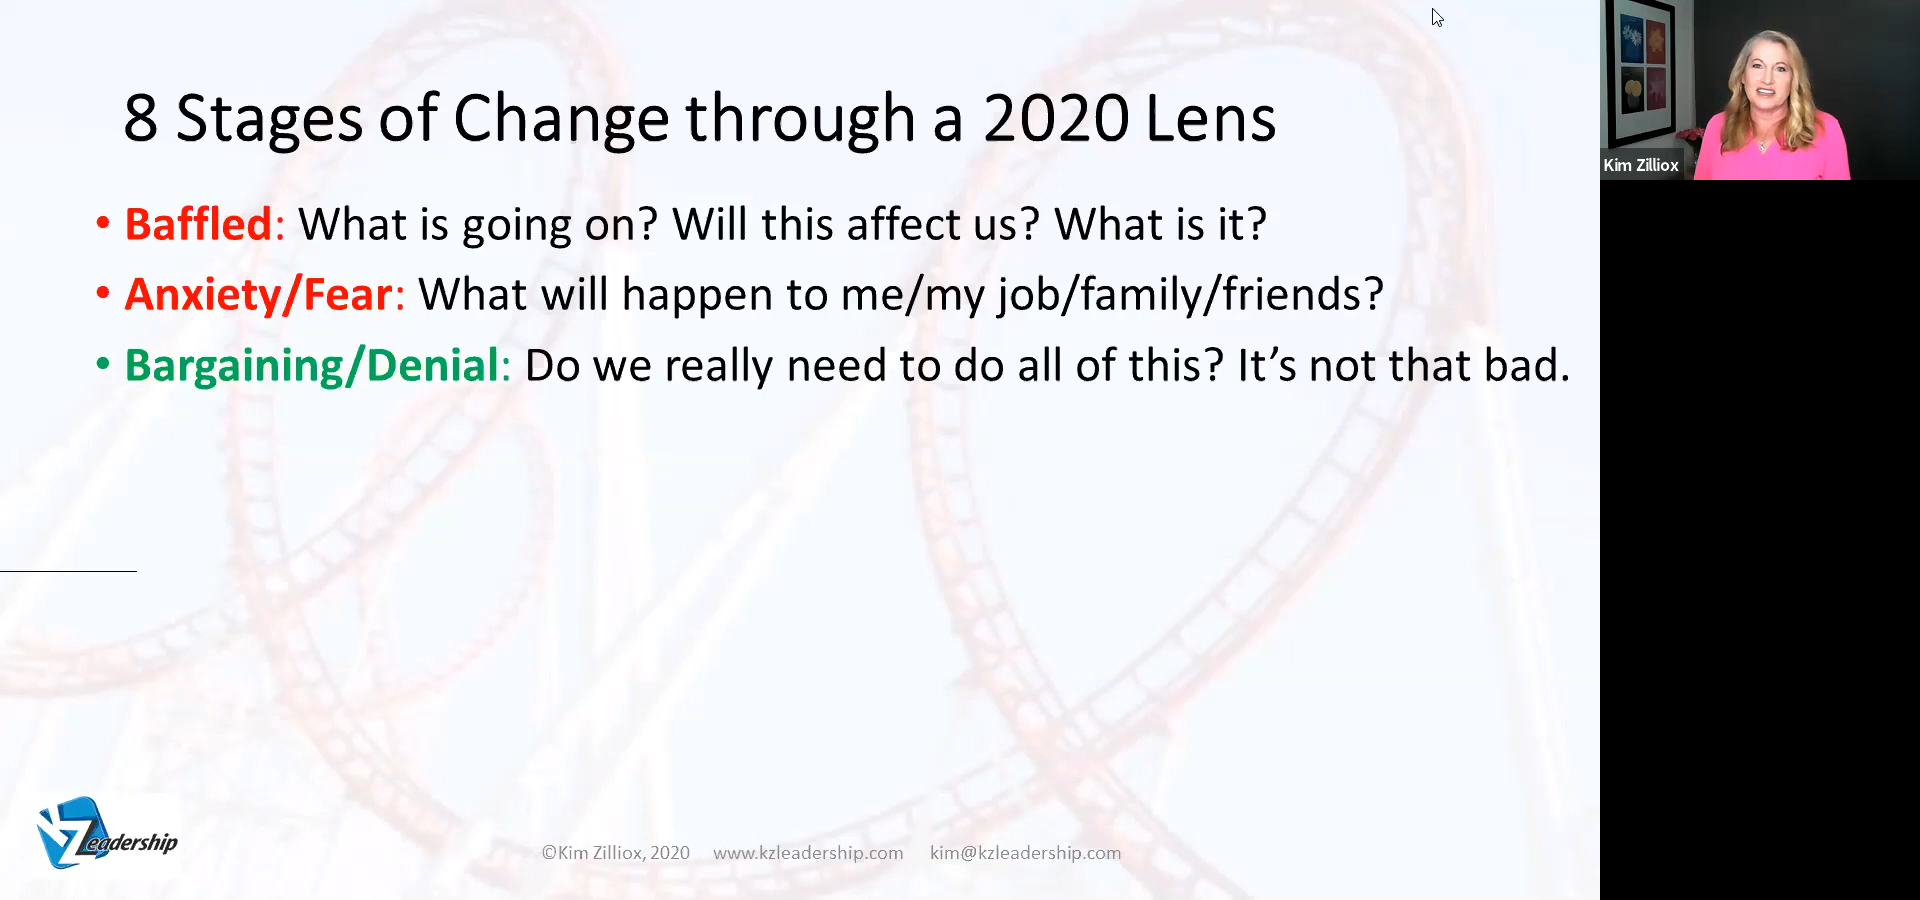 8 Stages of Change through a 2020 Lens
• Baffled: What is going on? Will this affect us? What is it?
• Anxiety/Fear: What will happen to me/my job/family/friends?
• Bargaining/Denial: Do we really need to do all of this? It’s not that bad.
Kim Zilliox
KZLeadership
©Kim Zilliox, 2020 www.kzleadership.com kim@kzleadership.com